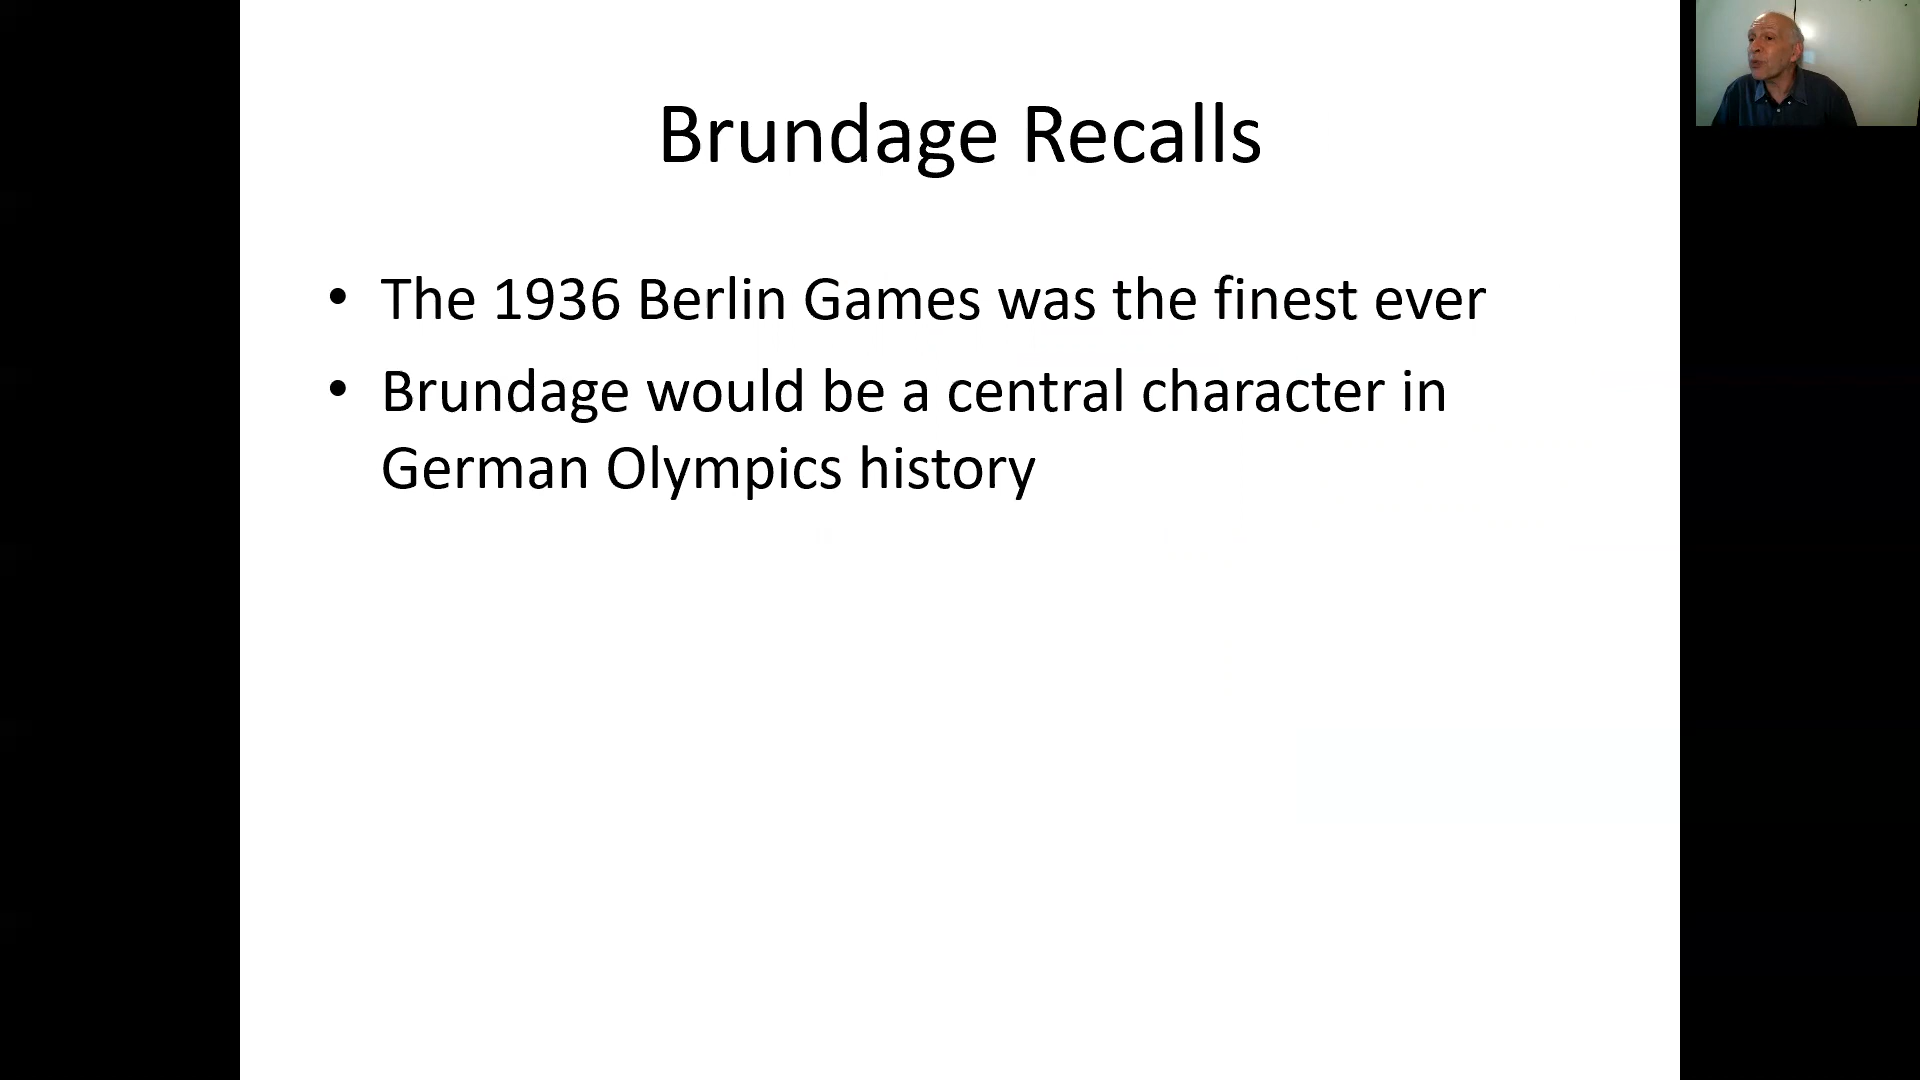 Brundage Recalls
• The 1936 Berlin Games was the finest ever
• Brundage would be a central character in
German Olympics history